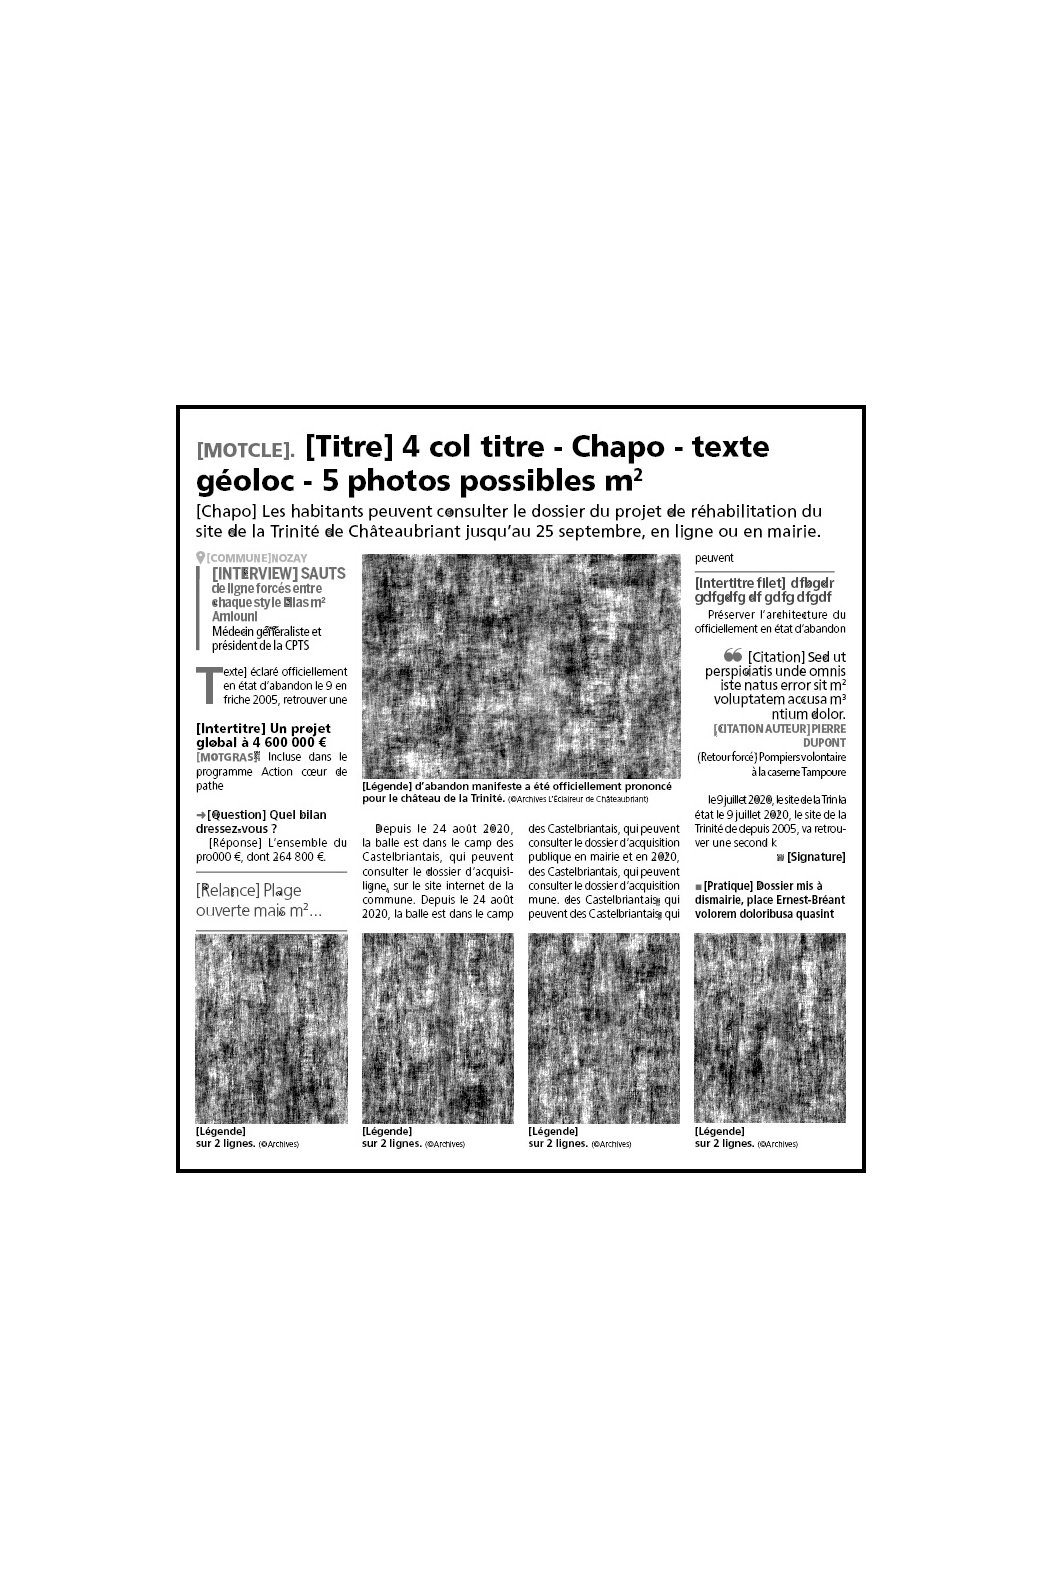 [MOTCLE]. [Titre] 4 col titre - Chapo - texte
géoloc - 5 photos possibles m²
[Chapo] Les habitants peuvent consulter le dossier du projet de réhabilitation du
site de la Trinité de Châteaubriant jusqu'au 25 septembre, en ligne ou en mairie.
[COMMUNE]NOZAY
[INTERVIEW] SAUTS
de ligne forcés entre
chaque style Elias m²
Amiouni
Médecin généraliste et
président de la CPTS
Texte] éclaré officiellement
en état d'abandon le 9 en
friche 2005, retrouver une
[Intertitre] Un projet
global à 4 600 000 €
[MOTGRAS] Incluse dans le
programme Action cœur de
pathe
➔[Question] Quel bilan
dressez-vous ?
[Réponse] L'ensemble du
pro000 €, dont 264 800 €.
[Relance] Plage
ouverte mais m²...
[Légende] d'abandon manifeste a été officiellement prononcé
pour le château de la Trinité. (©Archives L'Éclaireur de Châteaubriant)
Depuis le 24 août 2020,
la balle est dans le camp des
Castelbriantais, qui peuvent
consulter le dossier d'acquisi-
ligne, sur le site internet de la
commune. Depuis le 24 août
2020, la balle est dans le camp
des Castelbriantais, qui peuvent
consulter le dossier d'acquisition
publique en mairie et en 2020,
des Castelbriantais, qui peuvent
consulter le dossier d'acquisition
mune. des Castelbriantais, qui
peuvent des Castelbriantais, qui
peuvent
[Intertitre filet] dfbgdr
gdfgdfg df gdfg dfgdf
Préserver l'architecture du
officiellement en état d'abandon
❝ [Citation] Sed ut
perspiciatis unde omnis
iste natus error sit m²
voluptatem accusa m³
ntium dolor.
[CITATION AUTEUR] PIERRE
DUPONT
(Retour forcé) Pompiers volontaire
à la caserne Tampoure
le 9 juillet 2020, le site de la Trin la
état le 9 juillet 2020, le site de la
Trinité de depuis 2005, va retrou-
ver une second k
[Signature]
■ [Pratique] Dossier mis à
dismairie, place Ernest-Bréant
volorem doloribusa quasint
[Légende]
sur 2 lignes. (©Archives)
[Légende]
sur 2 lignes. (©Archives)
[Légende]
sur 2 lignes. (©Archives)
[Légende]
sur 2 lignes. (©Archives)